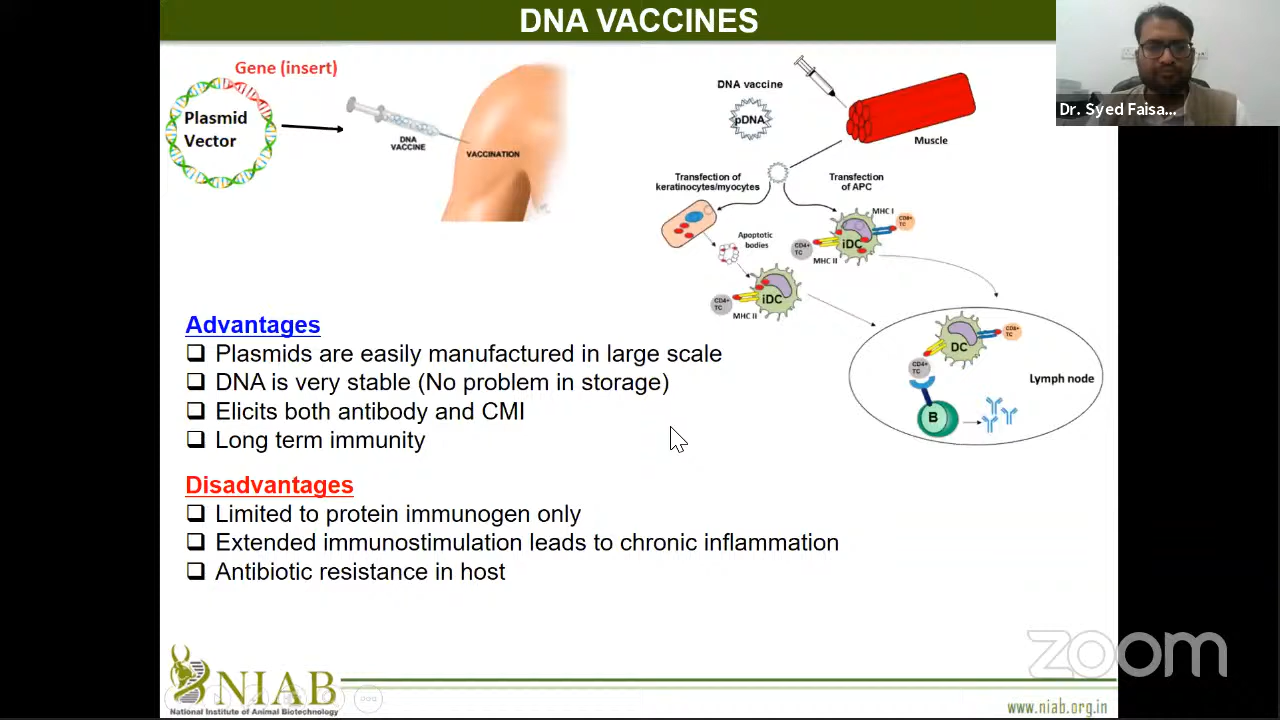 DNA VACCINES
Gene (insert)
Plasmid
Vector
DNA
VACCINE
VACCINATION
DNA vaccine
pDNA
Muscle
Transfection of
keratinocytes/myocytes
Transfection
of APC
MHC I
CD8+
TC
iDC
CD4+
TC
MHC II
Apoptotic
bodies
iDC
CD4+
TC
MHC II
DC
CD8+
TC
CD4+
TC
B
Lymph node
Dr. Syed Faisa...
Advantages
Plasmids are easily manufactured in large scale
DNA is very stable (No problem in storage)
Elicits both antibody and CMI
Long term immunity
Disadvantages
Limited to protein immunogen only
Extended immunostimulation leads to chronic inflammation
Antibiotic resistance in host
NIAB
National Institute of Animal Biotechnology
zoom
www.niab.org.in